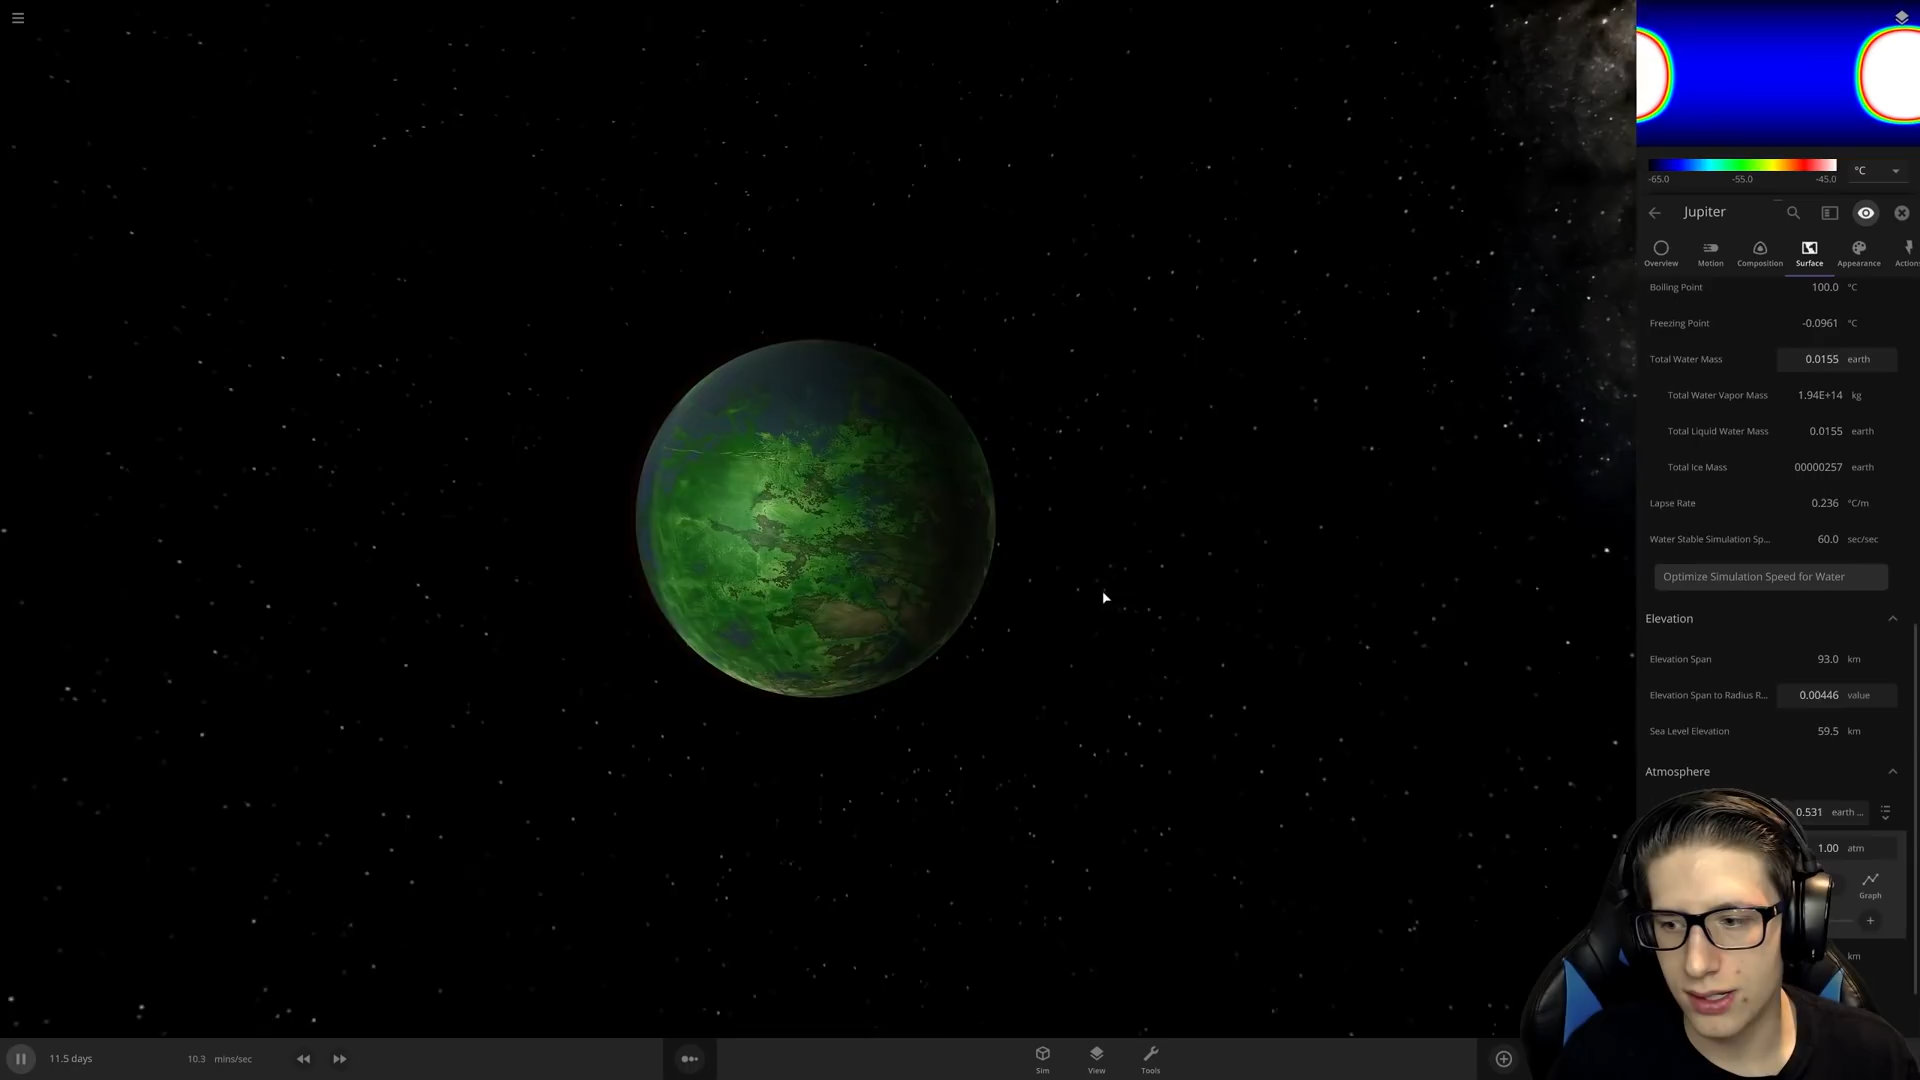 -65.0 -55.0 -45.0 °C
Jupiter
Overview Motion Composition Surface Appearance Actions
Boiling Point 100.0 °C
Freezing Point -0.0961 °C
Total Water Mass 0.0155 earth
Total Water Vapor Mass 1.94E+14 kg
Total Liquid Water Mass 0.0155 earth
Total Ice Mass 00000257 earth
Lapse Rate 0.236 °C/m
Water Stable Simulation Sp... 60.0 sec/sec
Optimize Simulation Speed for Water
Elevation
Elevation Span 93.0 km
Elevation Span to Radius R... 0.00446 value
Sea Level Elevation 59.5 km
Atmosphere
0.531 earth ...
1.00 atm
Graph
km
11.5 days 10.3 mins/sec Sim View Tools